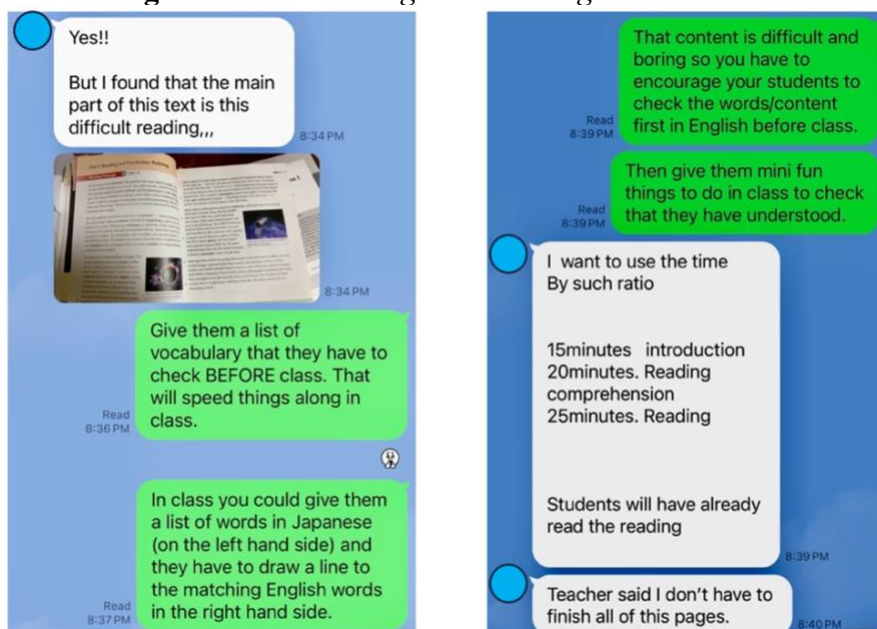 Yes!!
But I found that the main
part of this text is this
difficult reading,,,
8:34 PM
8:34 PM
Give them a list of
vocabulary that they have to
check BEFORE class. That
will speed things along in
class.
Read
8:36 PM
In class you could give them
a list of words in Japanese
(on the left hand side) and
they have to draw a line to
the matching English words
in the right hand side.
Read
8:37 PM
That content is difficult and
boring so you have to
encourage your students to
check the words/content
first in English before class.
Read
8:39 PM
Then give them mini fun
things to do in class to check
that they have understood.
Read
8:39 PM
I want to use the time
By such ratio
15minutes introduction
20minutes. Reading
comprehension
25minutes. Reading
Students will have already
read the reading
8:39 PM
Teacher said I don't have to
finish all of this pages.
8:40 PM